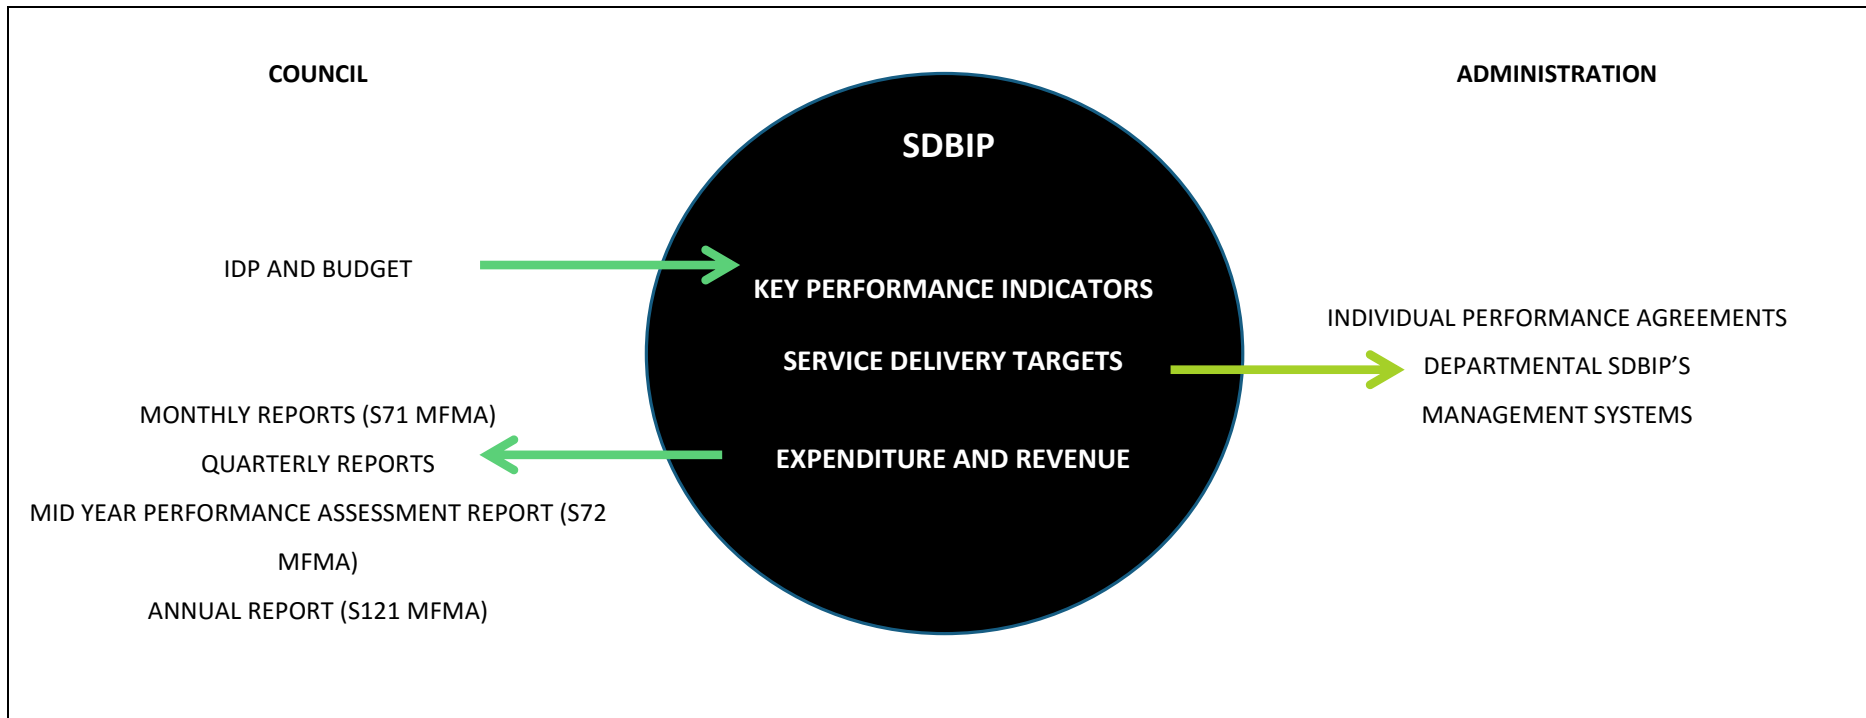 COUNCIL
ADMINISTRATION
SDBIP
IDP AND BUDGET
KEY PERFORMANCE INDICATORS
SERVICE DELIVERY TARGETS
EXPENDITURE AND REVENUE
MONTHLY REPORTS (S71 MFMA)
QUARTERLY REPORTS
MID YEAR PERFORMANCE ASSESSMENT REPORT (S72
MFMA)
ANNUAL REPORT (S121 MFMA)
INDIVIDUAL PERFORMANCE AGREEMENTS
DEPARTMENTAL SDBIP’S
MANAGEMENT SYSTEMS